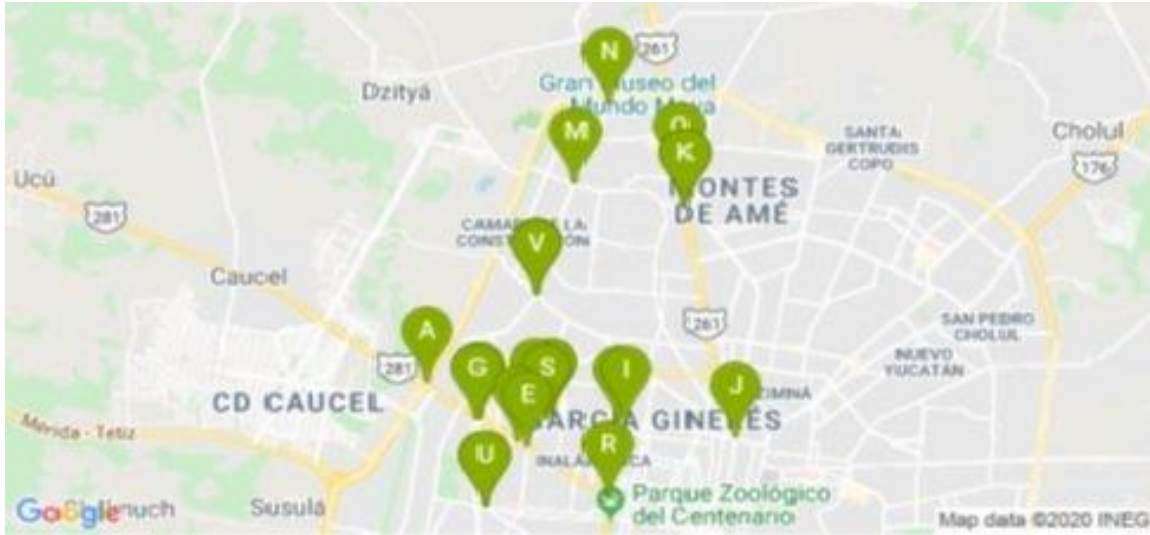 N
261
Gran Museo del
Mundo Maya
Dzityá
M
K
SANTA
GERTRUDIS
COPO
Cholul
176
Ucú
MONTES
DE AMÉ
281
V
Caucel
A
261
SAN PEDRO
CHOLUL
281
G
S
I
NUEVO
YUCATÁN
E
J
CD CAUCEL
GARCÍA GINERÉS
Mérida - Tetiz
U
R
Parque Zoológico
del Centenario
Susulá
Google
Map data ©2020 INEG